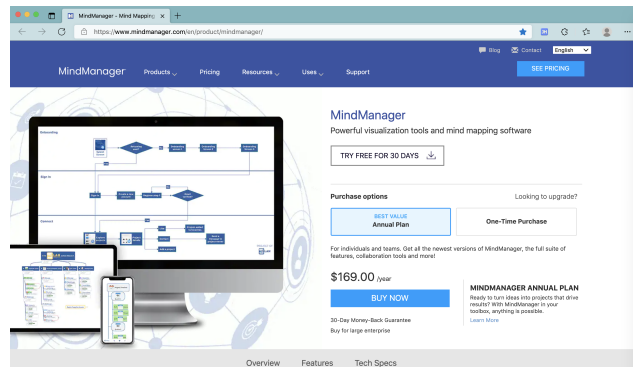 MindManager - Mind Mapping
https://www.mindmanager.com/en/product/mindmanager/
Blog Contact English
MindManager Products Pricing Resources Uses Support SEE PRICING
MindManager
Powerful visualization tools and mind mapping software
TRY FREE FOR 30 DAYS
Purchase options Looking to upgrade?
BEST VALUE
Annual Plan
One-Time Purchase
For individuals and teams. Get all the newest versions of MindManager, the full suite of
features, collaboration tools and more!
$169.00 /year
BUY NOW
30-Day Money-Back Guarantee
Buy for large enterprise
MINDMANAGER ANNUAL PLAN
Ready to turn ideas into projects that drive
results? With MindManager in your
toolbox, anything is possible.
Learn More
Onboarding
Sign in
Connect
Overview Features Tech Specs